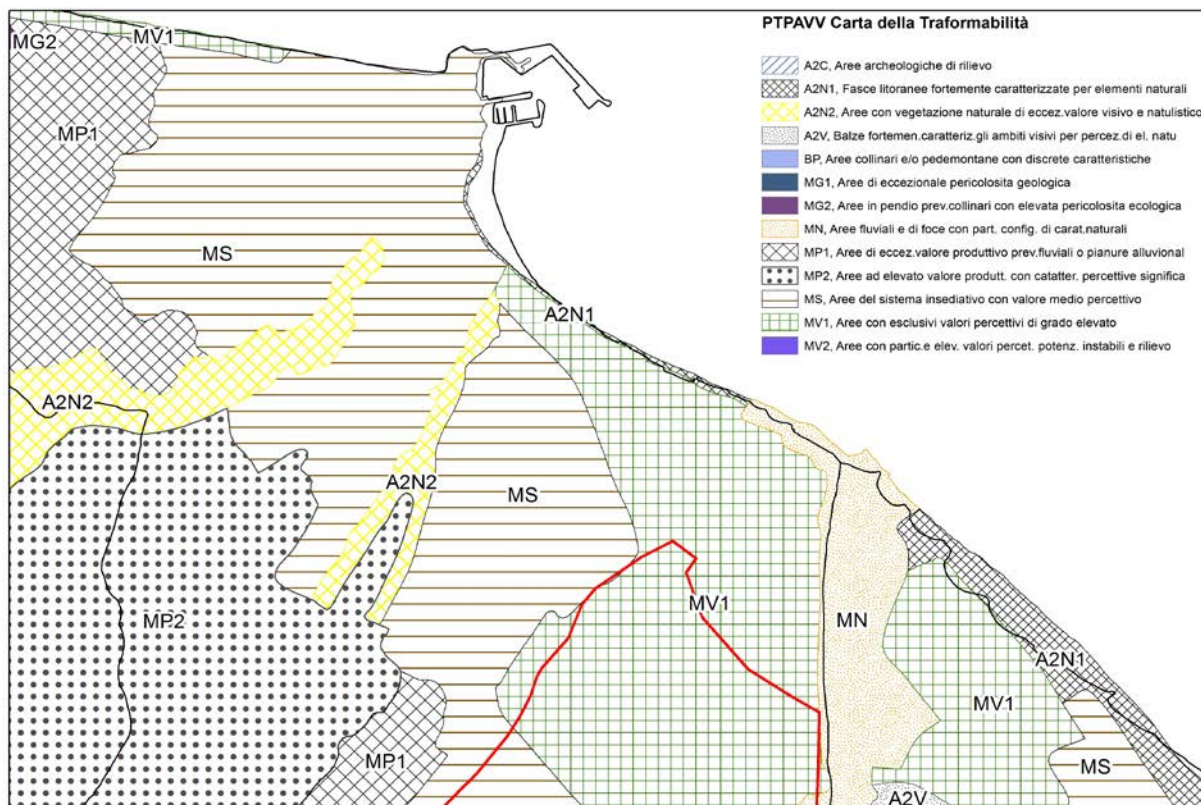 PTPAVV Carta della Traformabilità
A2C, Aree archeologiche di rilievo
A2N1, Fasce litoranee fortemente caratterizzate per elementi naturali
A2N2, Aree con vegetazione naturale di eccez.valore visivo e natulistico
A2V, Balze fortemen.caratteriz.gli ambiti visivi per percez.di el. natu
BP, Aree collinari e/o pedemontane con discrete caratteristiche
MG1, Aree di eccezionale pericolosita geologica
MG2, Aree in pendio prev.collinari con elevata pericolosita ecologica
MN, Aree fluviali e di foce con part. config. di carat.naturali
MP1, Aree di eccez.valore produttivo prev.fluviali o pianure alluvional
MP2, Aree ad elevato valore produtt. con catatter. percettive significa
MS, Aree del sistema insediativo con valore medio percettivo
MV1, Aree con esclusivi valori percettivi di grado elevato
MV2, Aree con partic.e elev. valori percet. potenz. instabili e rilievo
MG2
MV1
MP1
MS
A2N1
A2N2
A2N2
MS
MV1
MP2
MN
A2N1
MV1
MP1
MS
A2V